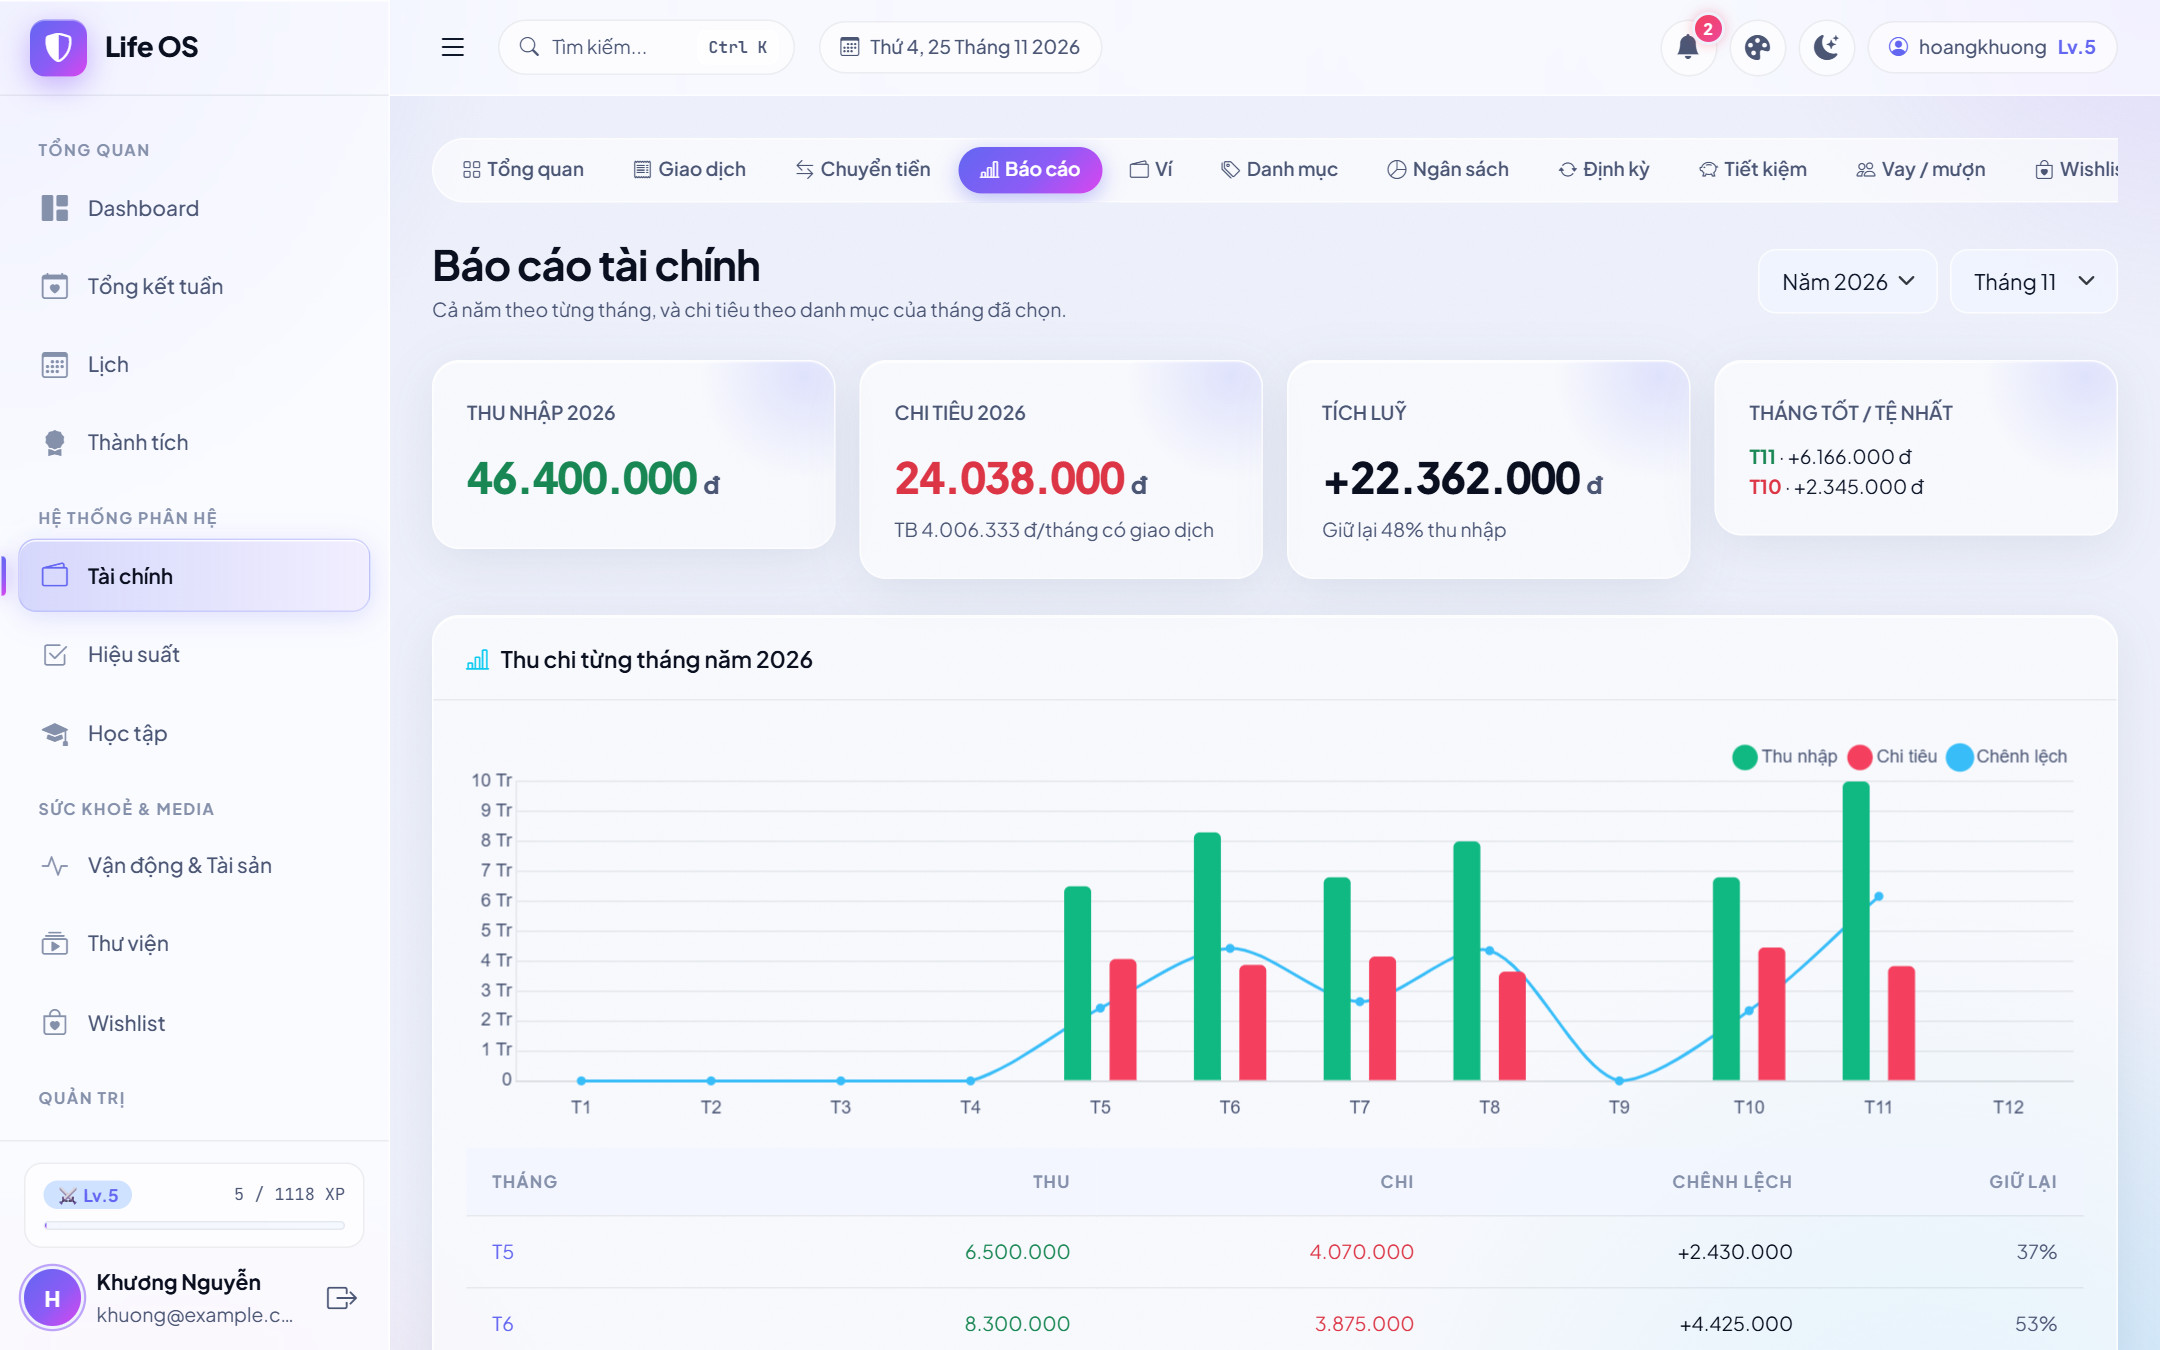 Life OS
Tìm kiếm... Ctrl K
Thứ 4, 25 Tháng 11 2026
2
hoangkhuong Lv.5
TỔNG QUAN
Dashboard
Tổng kết tuần
Lịch
Thành tích
HỆ THỐNG PHÂN HỆ
Tài chính
Hiệu suất
Học tập
SỨC KHOẺ & MEDIA
Vận động & Tài sản
Thư viện
Wishlist
QUẢN TRỊ
Lv.5 5 / 1118 XP
H
Khương Nguyễn
khuong@example.c...
Tổng quan Giao dịch Chuyển tiền Báo cáo Ví Danh mục Ngân sách Định kỳ Tiết kiệm Vay / mượn Wishlis
Báo cáo tài chính
Cả năm theo từng tháng, và chi tiêu theo danh mục của tháng đã chọn.
Năm 2026 Tháng 11
THU NHẬP 2026
46.400.000 đ
CHI TIÊU 2026
24.038.000 đ
TB 4.006.333 đ/tháng có giao dịch
TÍCH LUỸ
+22.362.000 đ
Giữ lại 48% thu nhập
THÁNG TỐT / TỆ NHẤT
T11 · +6.166.000 đ
T10 · +2.345.000 đ
Thu chi từng tháng năm 2026
Thu nhập Chi tiêu Chênh lệch
10 Tr
9 Tr
8 Tr
7 Tr
6 Tr
5 Tr
4 Tr
3 Tr
2 Tr
1 Tr
0
T1 T2 T3 T4 T5 T6 T7 T8 T9 T10 T11 T12
THÁNG THU CHI CHÊNH LỆCH GIỮ LẠI
T5 6.500.000 4.070.000 +2.430.000 37%
T6 8.300.000 3.875.000 +4.425.000 53%